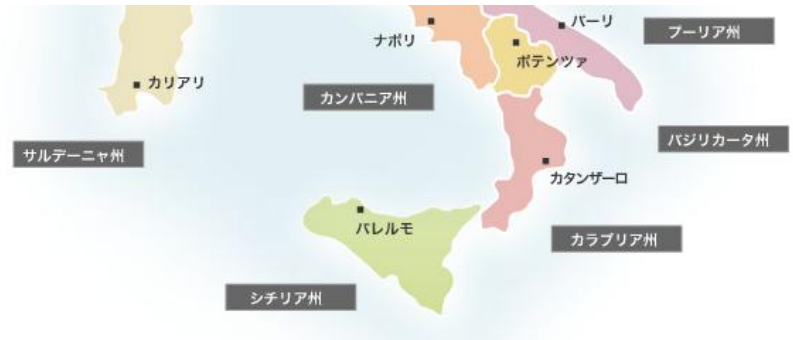 バーリ
プーリア州
ナポリ
ポテンツァ
カリアリ
カンパニア州
バジリカータ州
サルデーニャ州
カタンザーロ
パレルモ
カラブリア州
シチリア州